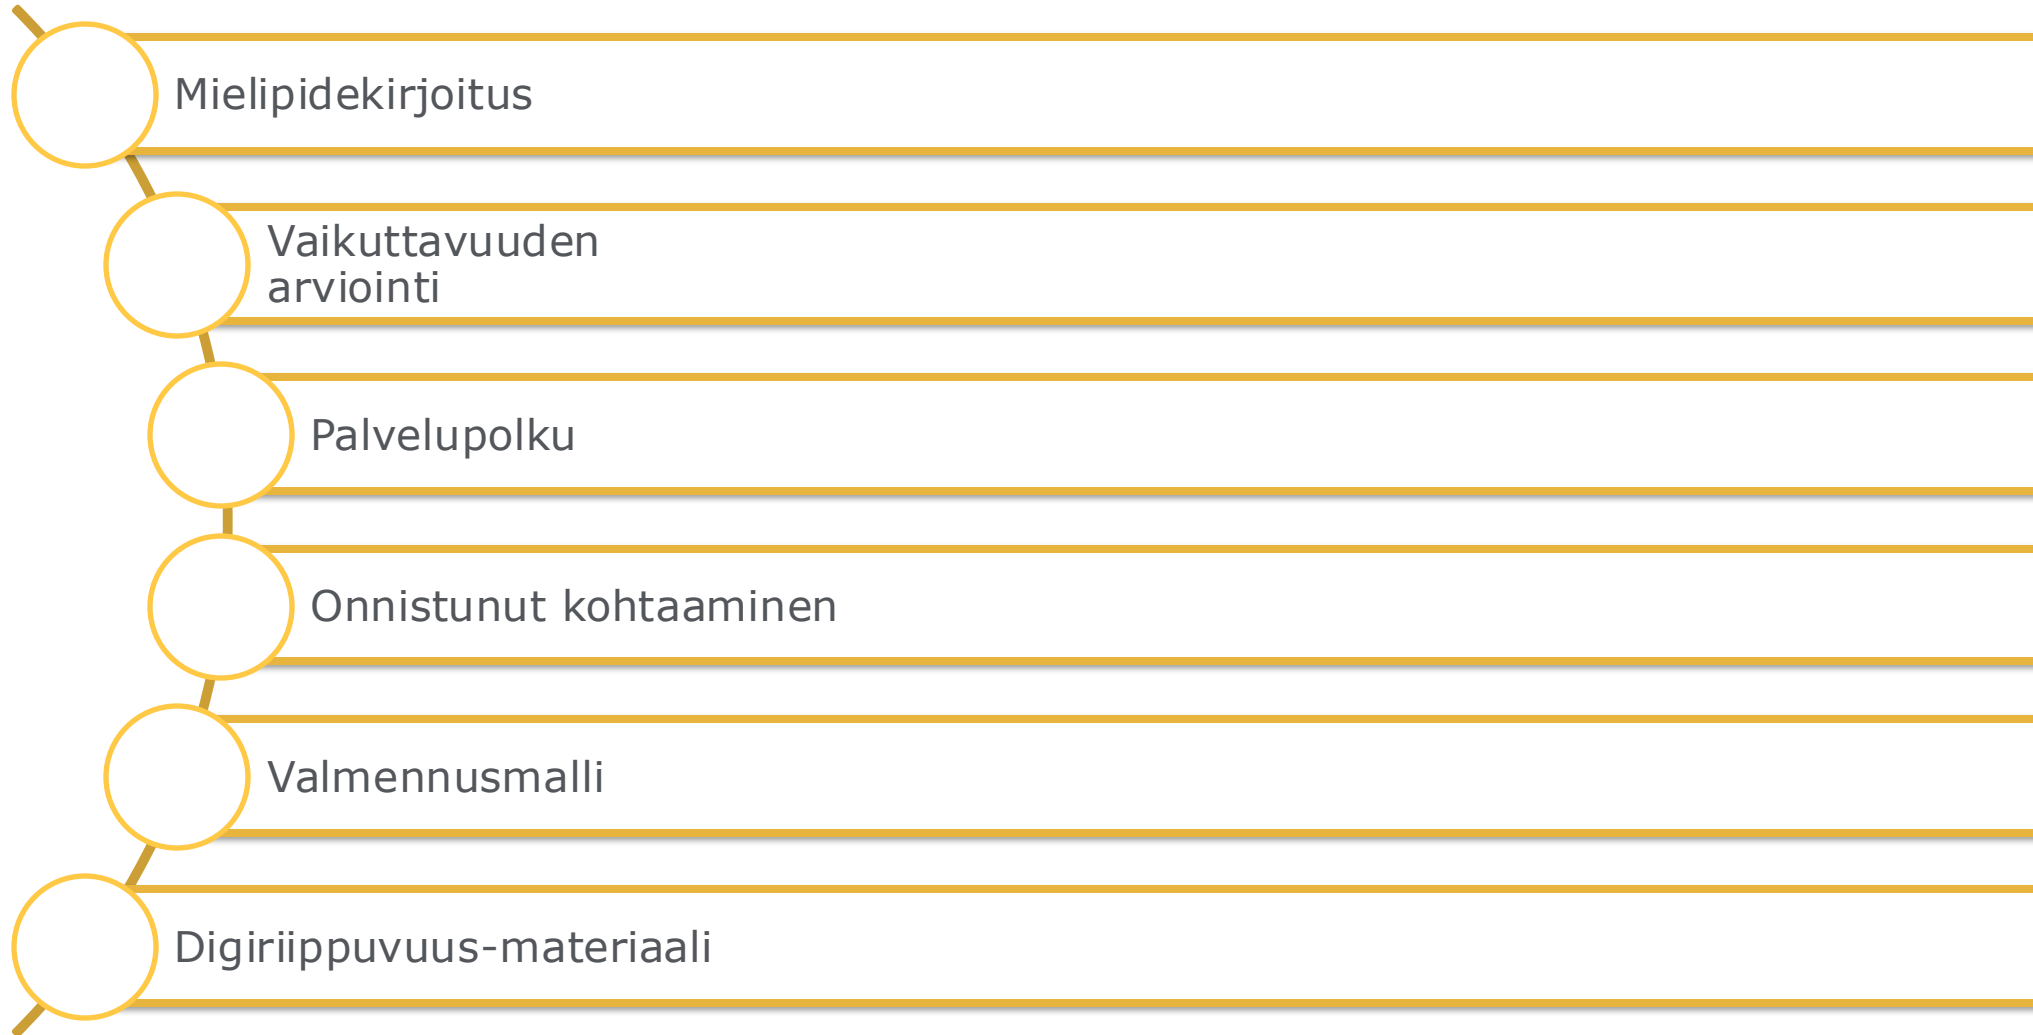 Mielipidekirjoitus
Vaikuttavuuden
arviointi
Palvelupolku
Onnistunut kohtaaminen
Valmennusmalli
Digiriippuvuus-materiaali